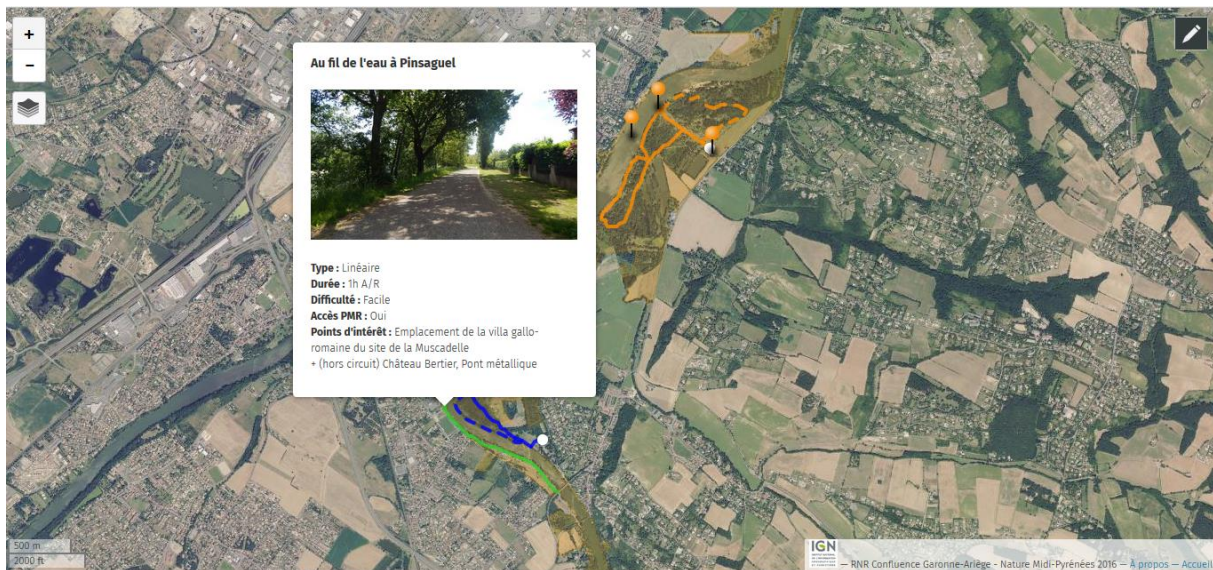 +
−
Au fil de l'eau à Pinsaguel
×
Type : Linéaire
Durée : 1h A/R
Difficulté : Facile
Accès PMR : Oui
Points d'intérêt : Emplacement de la villa gallo-
romaine du site de la Muscadelle
+ (hors circuit) Château Bertier, Pont métallique
500 m
2000 ft
IGN
— RNR Confluence Garonne-Ariège - Nature Midi-Pyrénées 2016 — À propos — Accueil